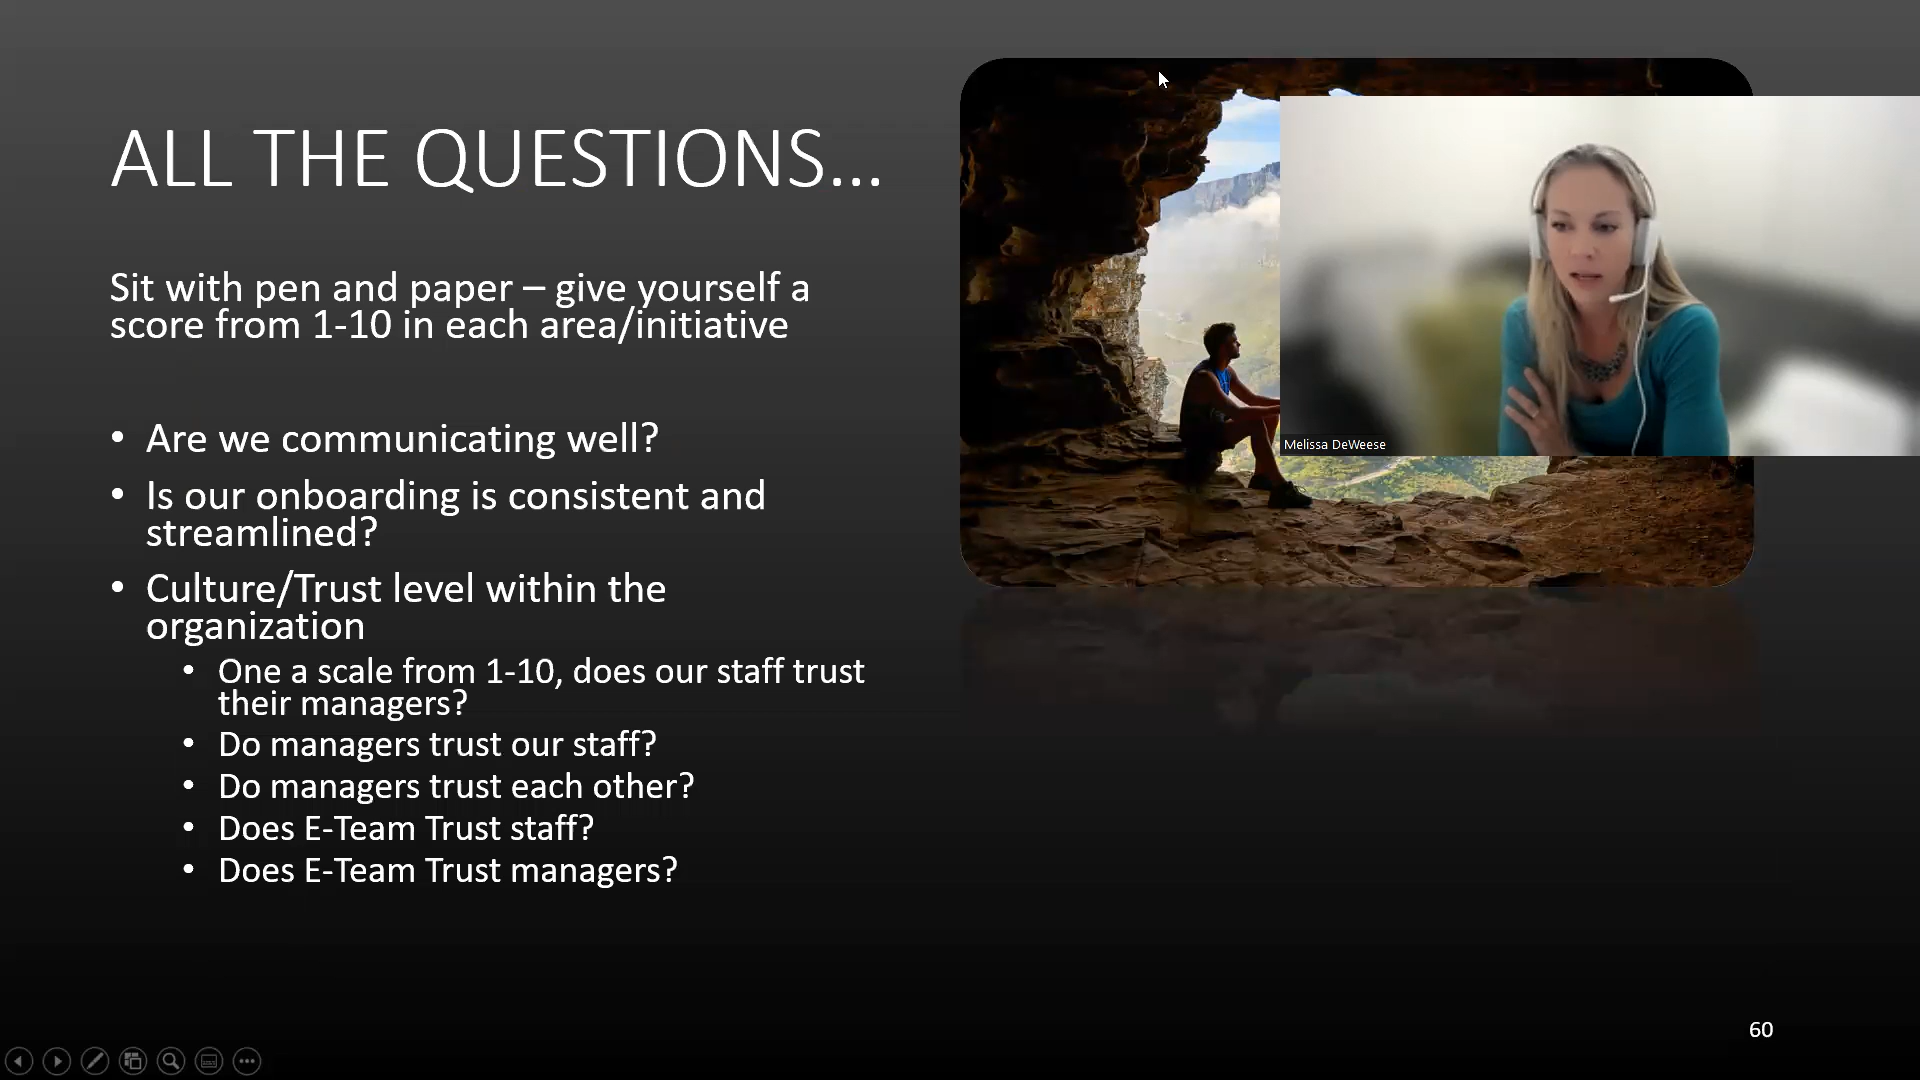 ALL THE QUESTIONS...
Sit with pen and paper – give yourself a
score from 1-10 in each area/initiative
• Are we communicating well?
• Is our onboarding is consistent and
streamlined?
• Culture/Trust level within the
organization
• One a scale from 1-10, does our staff trust
their managers?
• Do managers trust our staff?
• Do managers trust each other?
• Does E-Team Trust staff?
• Does E-Team Trust managers?
Melissa DeWeese
60